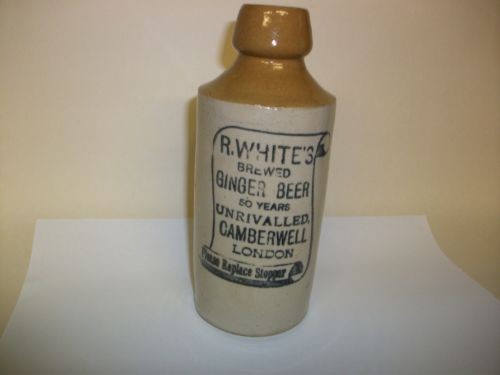 R. WHITE'S
BREWED
GINGER BEER
50 YEARS
UNRIVALLED,
CAMBERWELL
LONDON
Please Replace Stopper